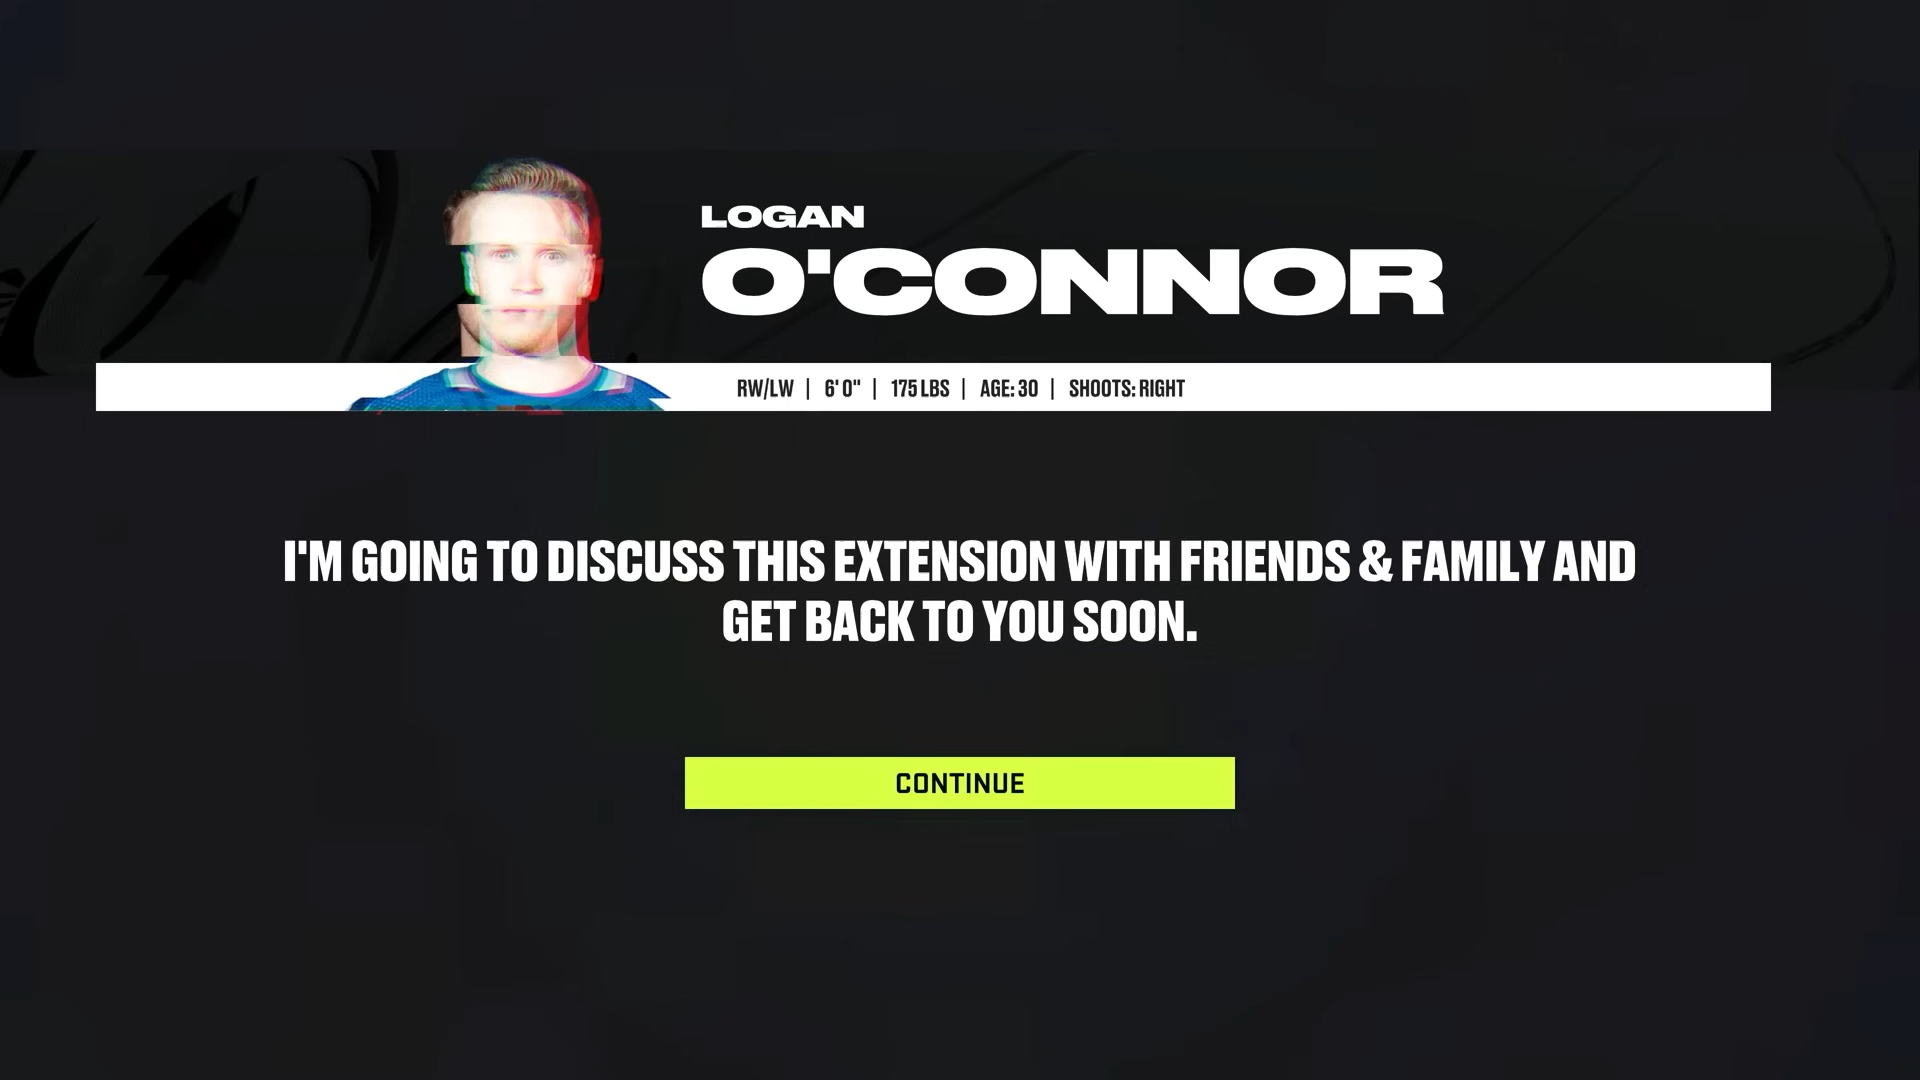 LOGAN
O'CONNOR
RW/LW | 6' 0" | 175 LBS | AGE: 30 | SHOOTS: RIGHT
I'M GOING TO DISCUSS THIS EXTENSION WITH FRIENDS & FAMILY AND
GET BACK TO YOU SOON.
CONTINUE